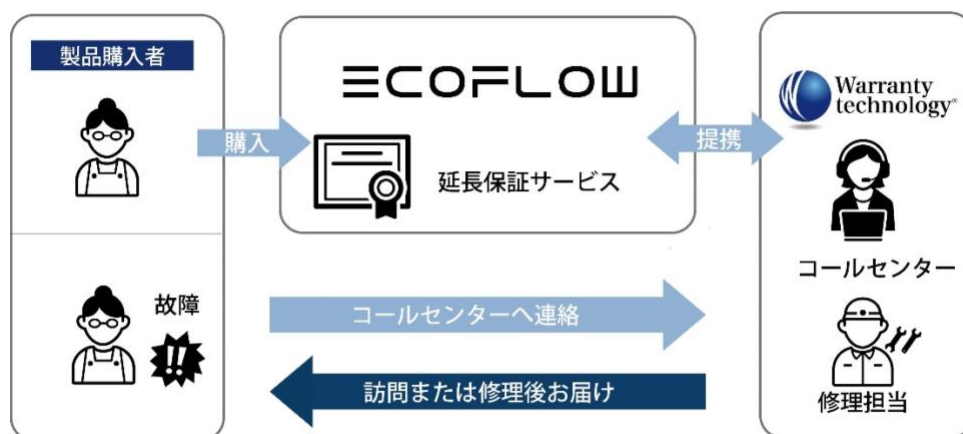 製品購入者
購入
ECOFLOW
延長保証サービス
提携
Warranty
technology®
コールセンター
故障
!!
コールセンターへ連絡
訪問または修理後お届け
修理担当